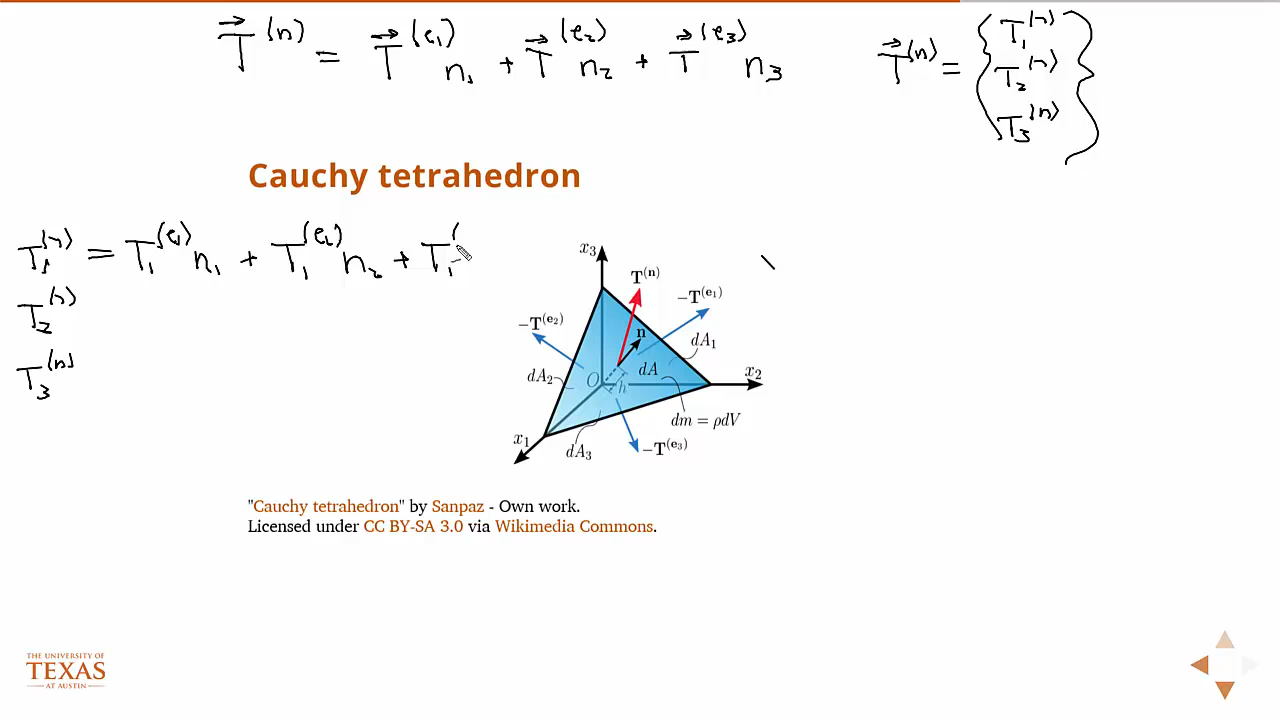 T⃗^(n) = T⃗^(e₁) n₁ + T⃗^(e₂) n₂ + T⃗^(e₃) n₃
T⃗^(n) = { T₁^(n) T₂^(n) T₃^(n) }
Cauchy tetrahedron
T₁^(n) = T₁^(e₁) n₁ + T₁^(e₂) n₂ + T₁^(
T₂^(n)
T₃^(n)
x₃
T^(n)
−T^(e₁)
−T^(e₂)
n
dA₁
dA₂
O
h
dA
x₂
dm = ρdV
x₁
dA₃
−T^(e₃)
"Cauchy tetrahedron" by Sanpaz - Own work.
Licensed under CC BY-SA 3.0 via Wikimedia Commons.
THE UNIVERSITY OF
TEXAS
AT AUSTIN